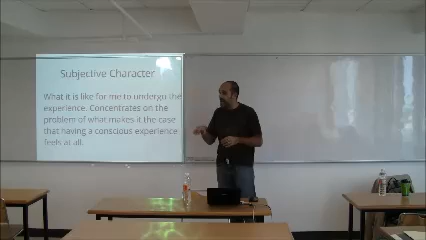 Subjective Character
What it is like for me to undergo the
experience. Concentrates on the
problem of what makes it the case
that having a conscious experience
feels at all.